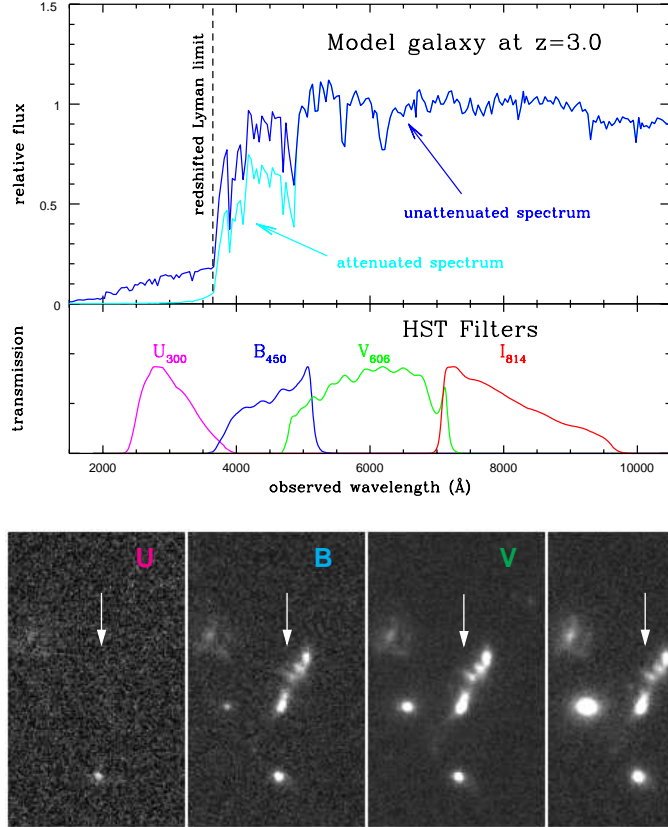 Model galaxy at z=3.0
redshifted Lyman limit
relative flux
1.5
1
0.5
0
unattenuated spectrum
attenuated spectrum
HST Filters
transmission
U300
B450
V606
I814
2000
4000
6000
8000
10000
observed wavelength (Å)
U
B
V